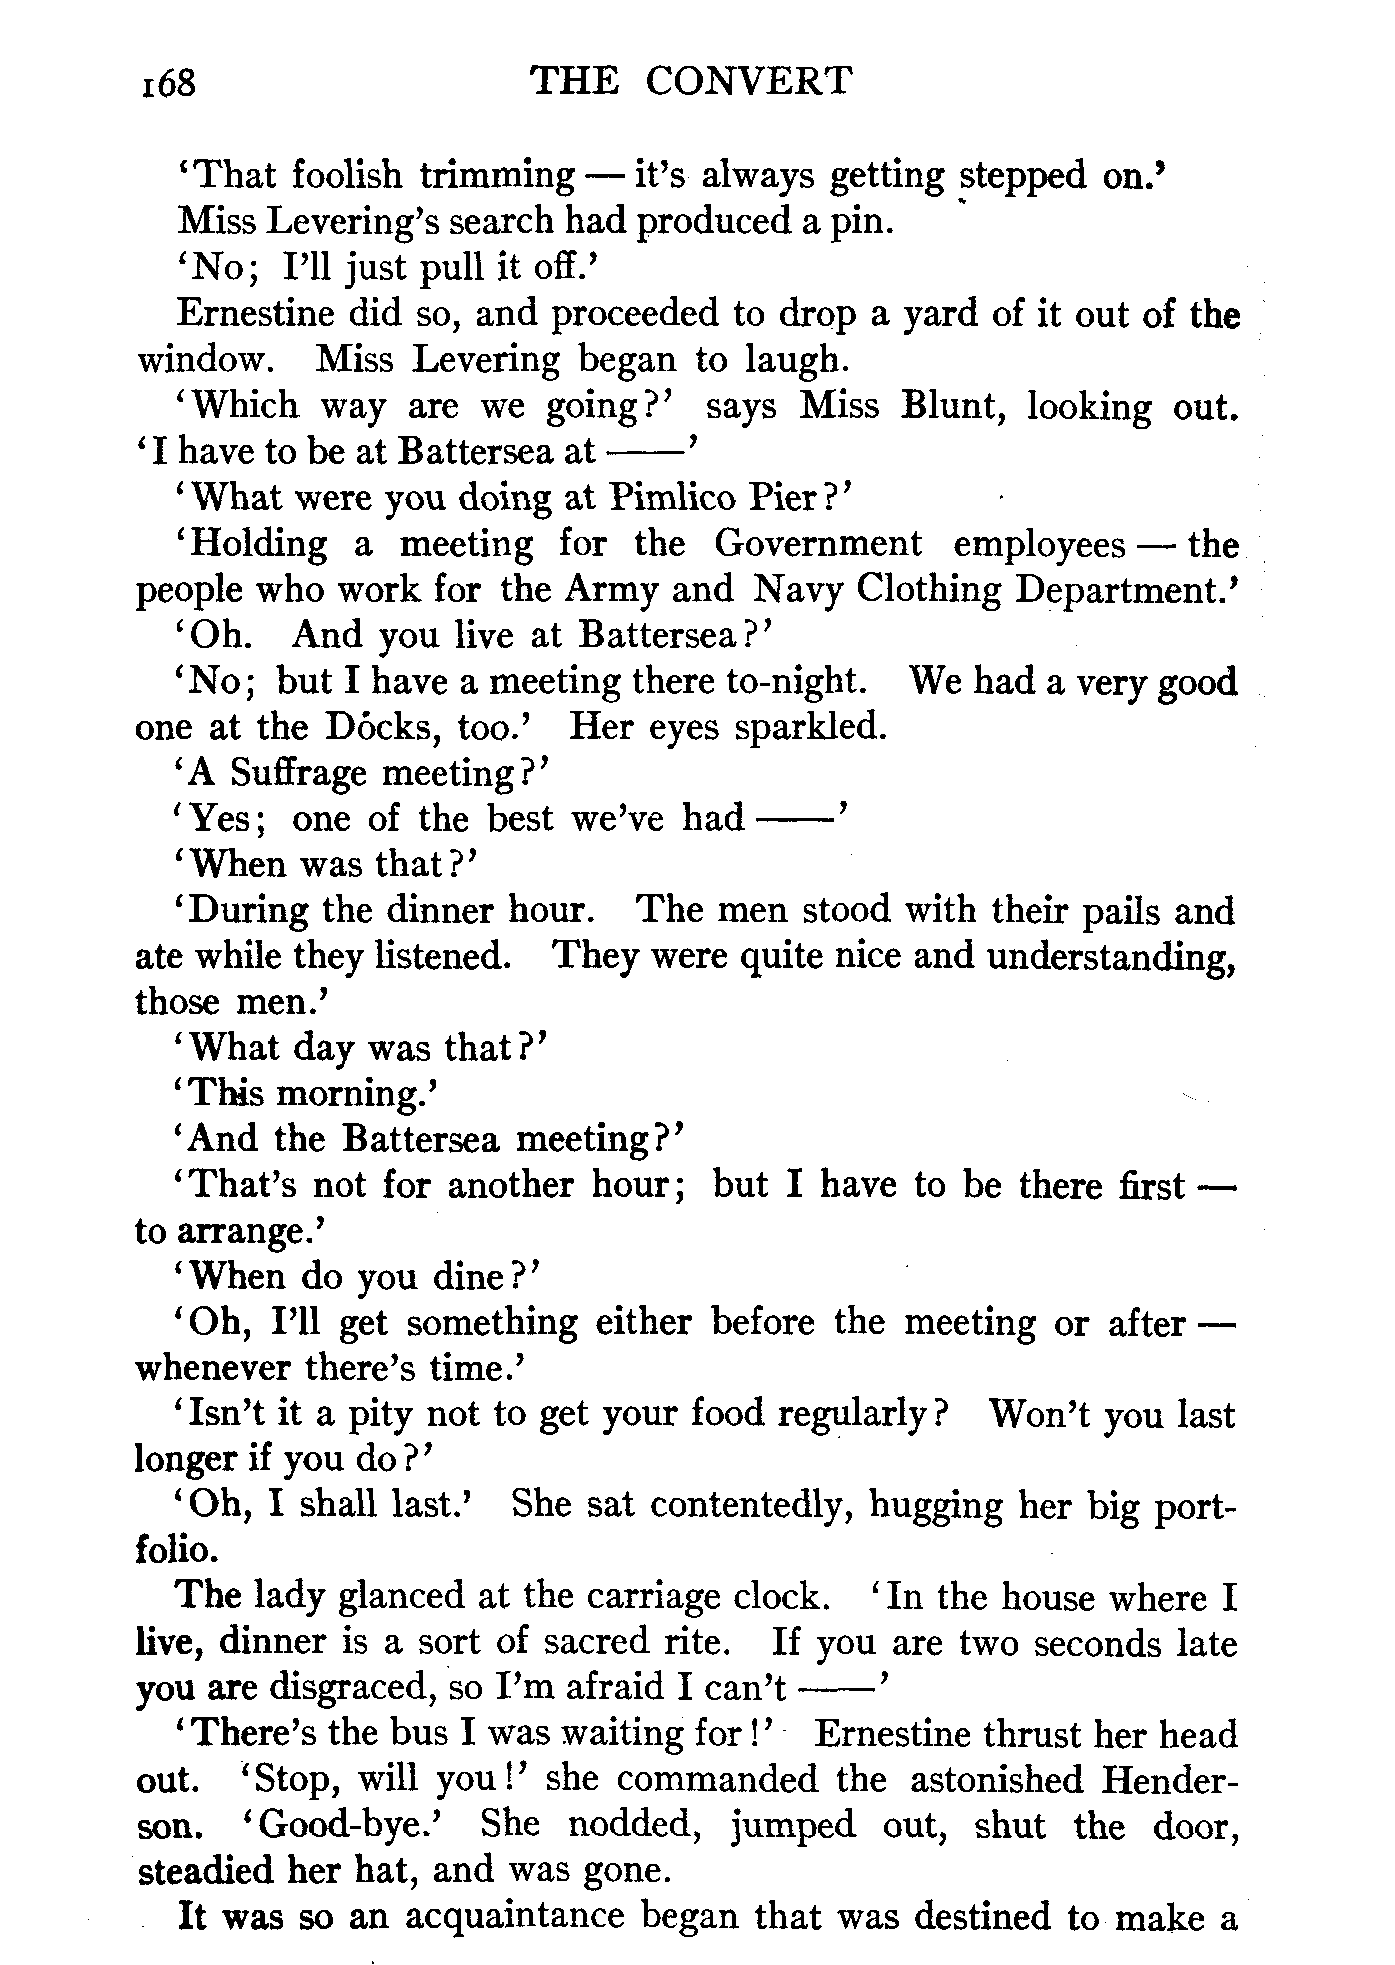 168 THE CONVERT
‘That foolish trimming — it’s always getting stepped on.’
Miss Levering’s search had produced a pin.
‘No; I’ll just pull it off.’
Ernestine did so, and proceeded to drop a yard of it out of the
window. Miss Levering began to laugh.
‘Which way are we going?’ says Miss Blunt, looking out.
‘I have to be at Battersea at ——’
‘What were you doing at Pimlico Pier?’
‘Holding a meeting for the Government employees — the
people who work for the Army and Navy Clothing Department.’
‘Oh. And you live at Battersea?’
‘No; but I have a meeting there to-night. We had a very good
one at the Docks, too.’ Her eyes sparkled.
‘A Suffrage meeting?’
‘Yes; one of the best we’ve had ——’
‘When was that?’
‘During the dinner hour. The men stood with their pails and
ate while they listened. They were quite nice and understanding,
those men.’
‘What day was that?’
‘This morning.’
‘And the Battersea meeting?’
‘That’s not for another hour; but I have to be there first —
to arrange.’
‘When do you dine?’
‘Oh, I’ll get something either before the meeting or after —
whenever there’s time.’
‘Isn’t it a pity not to get your food regularly? Won’t you last
longer if you do?’
‘Oh, I shall last.’ She sat contentedly, hugging her big port-
folio.
The lady glanced at the carriage clock. ‘In the house where I
live, dinner is a sort of sacred rite. If you are two seconds late
you are disgraced, so I’m afraid I can’t ——’
‘There’s the bus I was waiting for!’ Ernestine thrust her head
out. ‘Stop, will you!’ she commanded the astonished Hender-
son. ‘Good-bye.’ She nodded, jumped out, shut the door,
steadied her hat, and was gone.
It was so an acquaintance began that was destined to make a